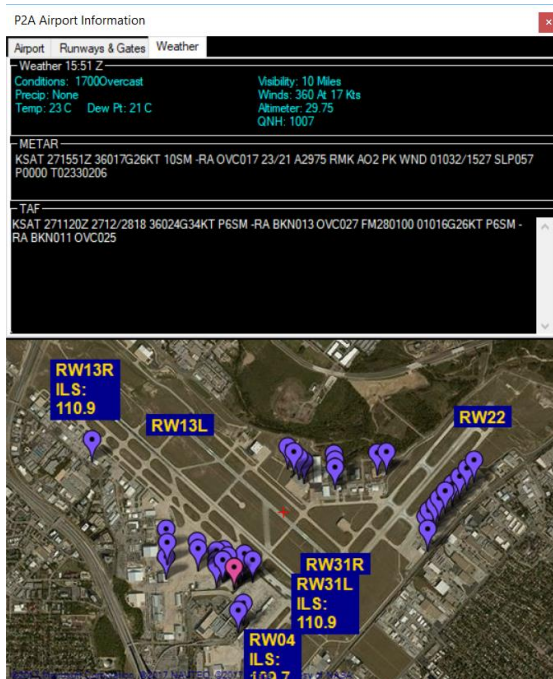 P2A Airport Information
×
Airport Runways & Gates Weather
Weather 15:51 Z
Conditions: 1700Overcast
Visibility: 10 Miles
Precip: None
Winds: 360 At 17 Kts
Temp: 23 C Dew Pt: 21 C
Altimeter: 29.75
QNH: 1007
METAR
KSAT 271551Z 36017G26KT 10SM -RA OVC017 23/21 A2975 RMK AO2 PK WND 01032/1527 SLP057
P0000 T02330206
TAF
KSAT 271120Z 2712/2818 36024G34KT P6SM -RA BKN013 OVC027 FM280100 01016G26KT P6SM -
RA BKN011 OVC025
RW13R
ILS:
110.9
RW13L
RW22
RW31R
RW31L
ILS:
110.9
RW04
ILS:
109.7